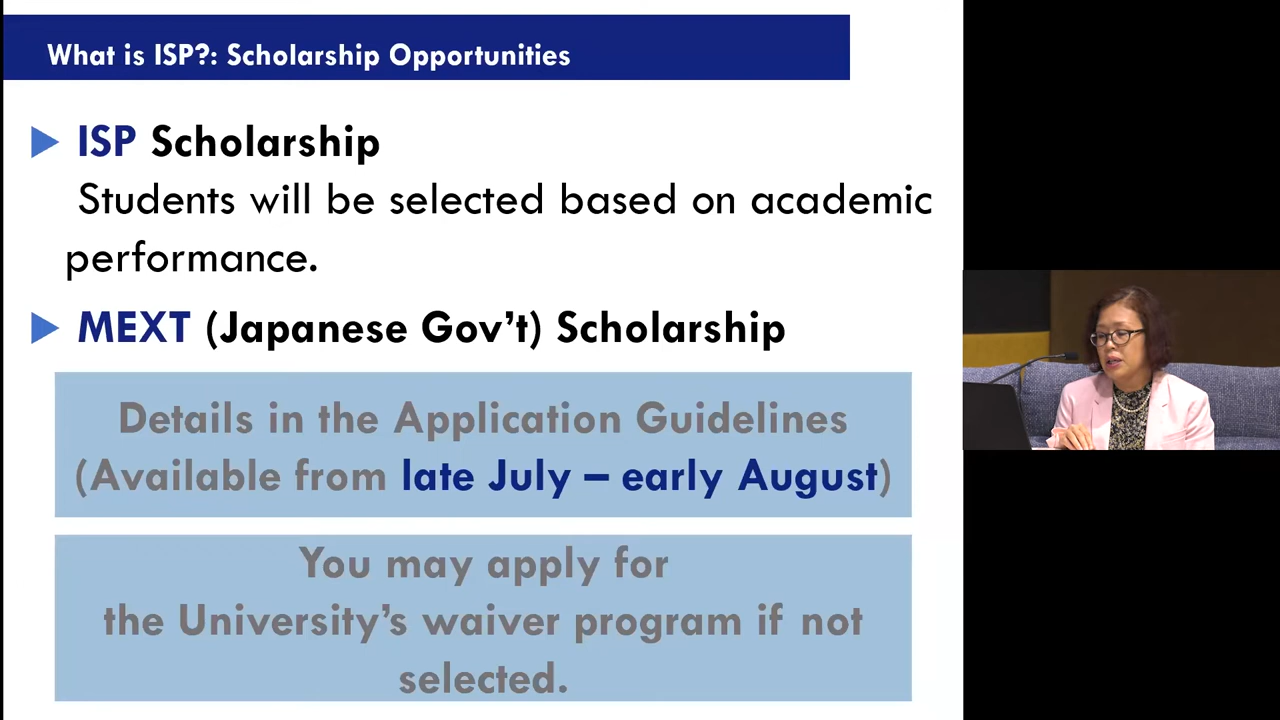 What is ISP?: Scholarship Opportunities
ISP Scholarship
Students will be selected based on academic
performance.
MEXT (Japanese Gov’t) Scholarship
Details in the Application Guidelines
(Available from late July – early August)
You may apply for
the University’s waiver program if not
selected.